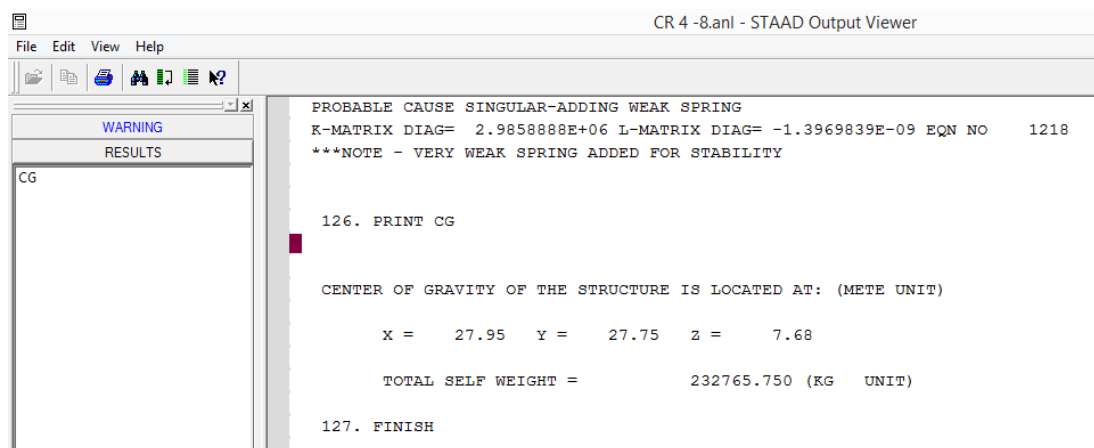 CR 4 -8.anl - STAAD Output Viewer
File Edit View Help
WARNING
RESULTS
CG
PROBABLE CAUSE SINGULAR-ADDING WEAK SPRING
K-MATRIX DIAG= 2.9858888E+06 L-MATRIX DIAG= -1.3969839E-09 EQN NO 1218
***NOTE - VERY WEAK SPRING ADDED FOR STABILITY
126. PRINT CG
CENTER OF GRAVITY OF THE STRUCTURE IS LOCATED AT: (METE UNIT)
X = 27.95 Y = 27.75 Z = 7.68
TOTAL SELF WEIGHT = 232765.750 (KG UNIT)
127. FINISH